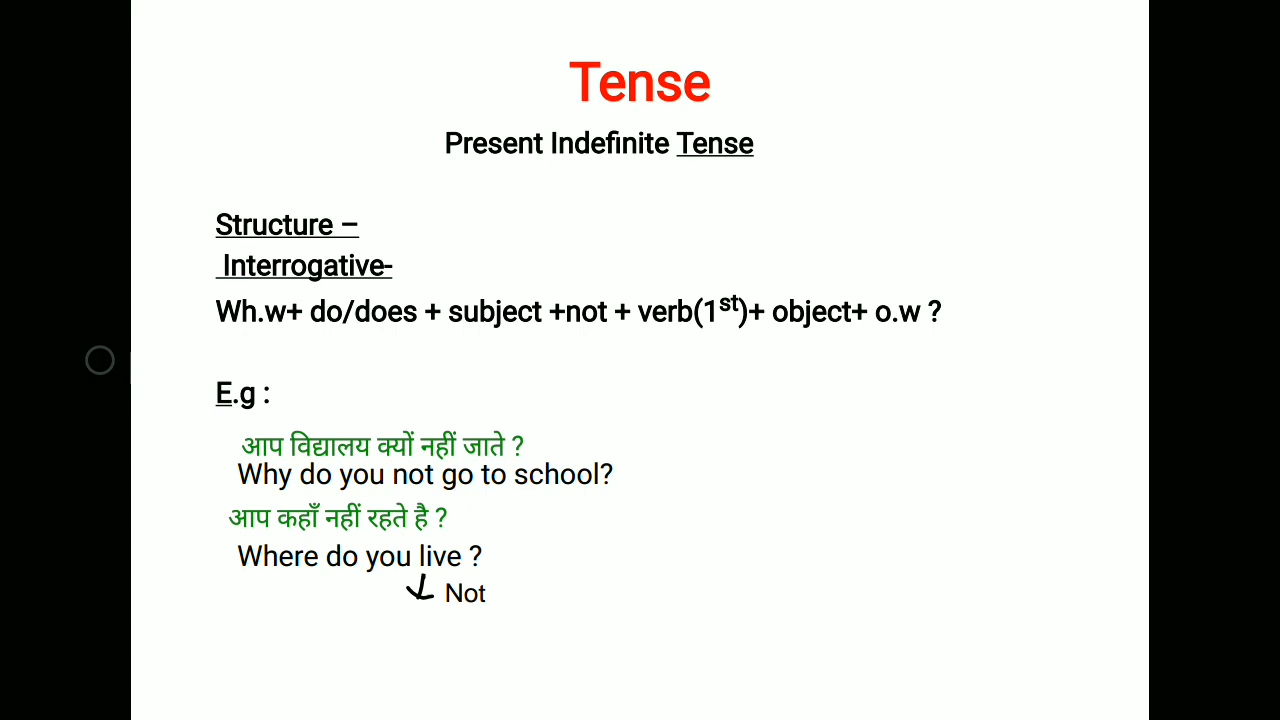 Tense
Present Indefinite Tense
Structure –
Interrogative-
Wh.w+ do/does + subject +not + verb(1st)+ object+ o.w ?
E.g :
आप विद्यालय क्यों नहीं जाते ?
Why do you not go to school?
आप कहाँ नहीं रहते है ?
Where do you live ?
Not